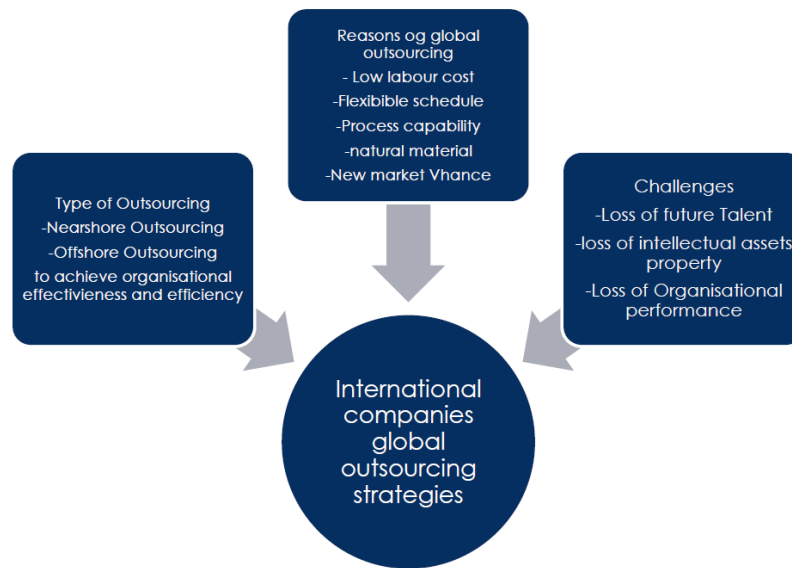 Reasons og global
outsourcing
- Low labour cost
-Flexibible schedule
-Process capability
-natural material
-New market Vhance
Type of Outsourcing
-Nearshore Outsourcing
-Offshore Outsourcing
to achieve organisational
effectivieness and efficiency
Challenges
-Loss of future Talent
-loss of intellectual assets
property
-Loss of Organisational
performance
International
companies
global
outsourcing
strategies